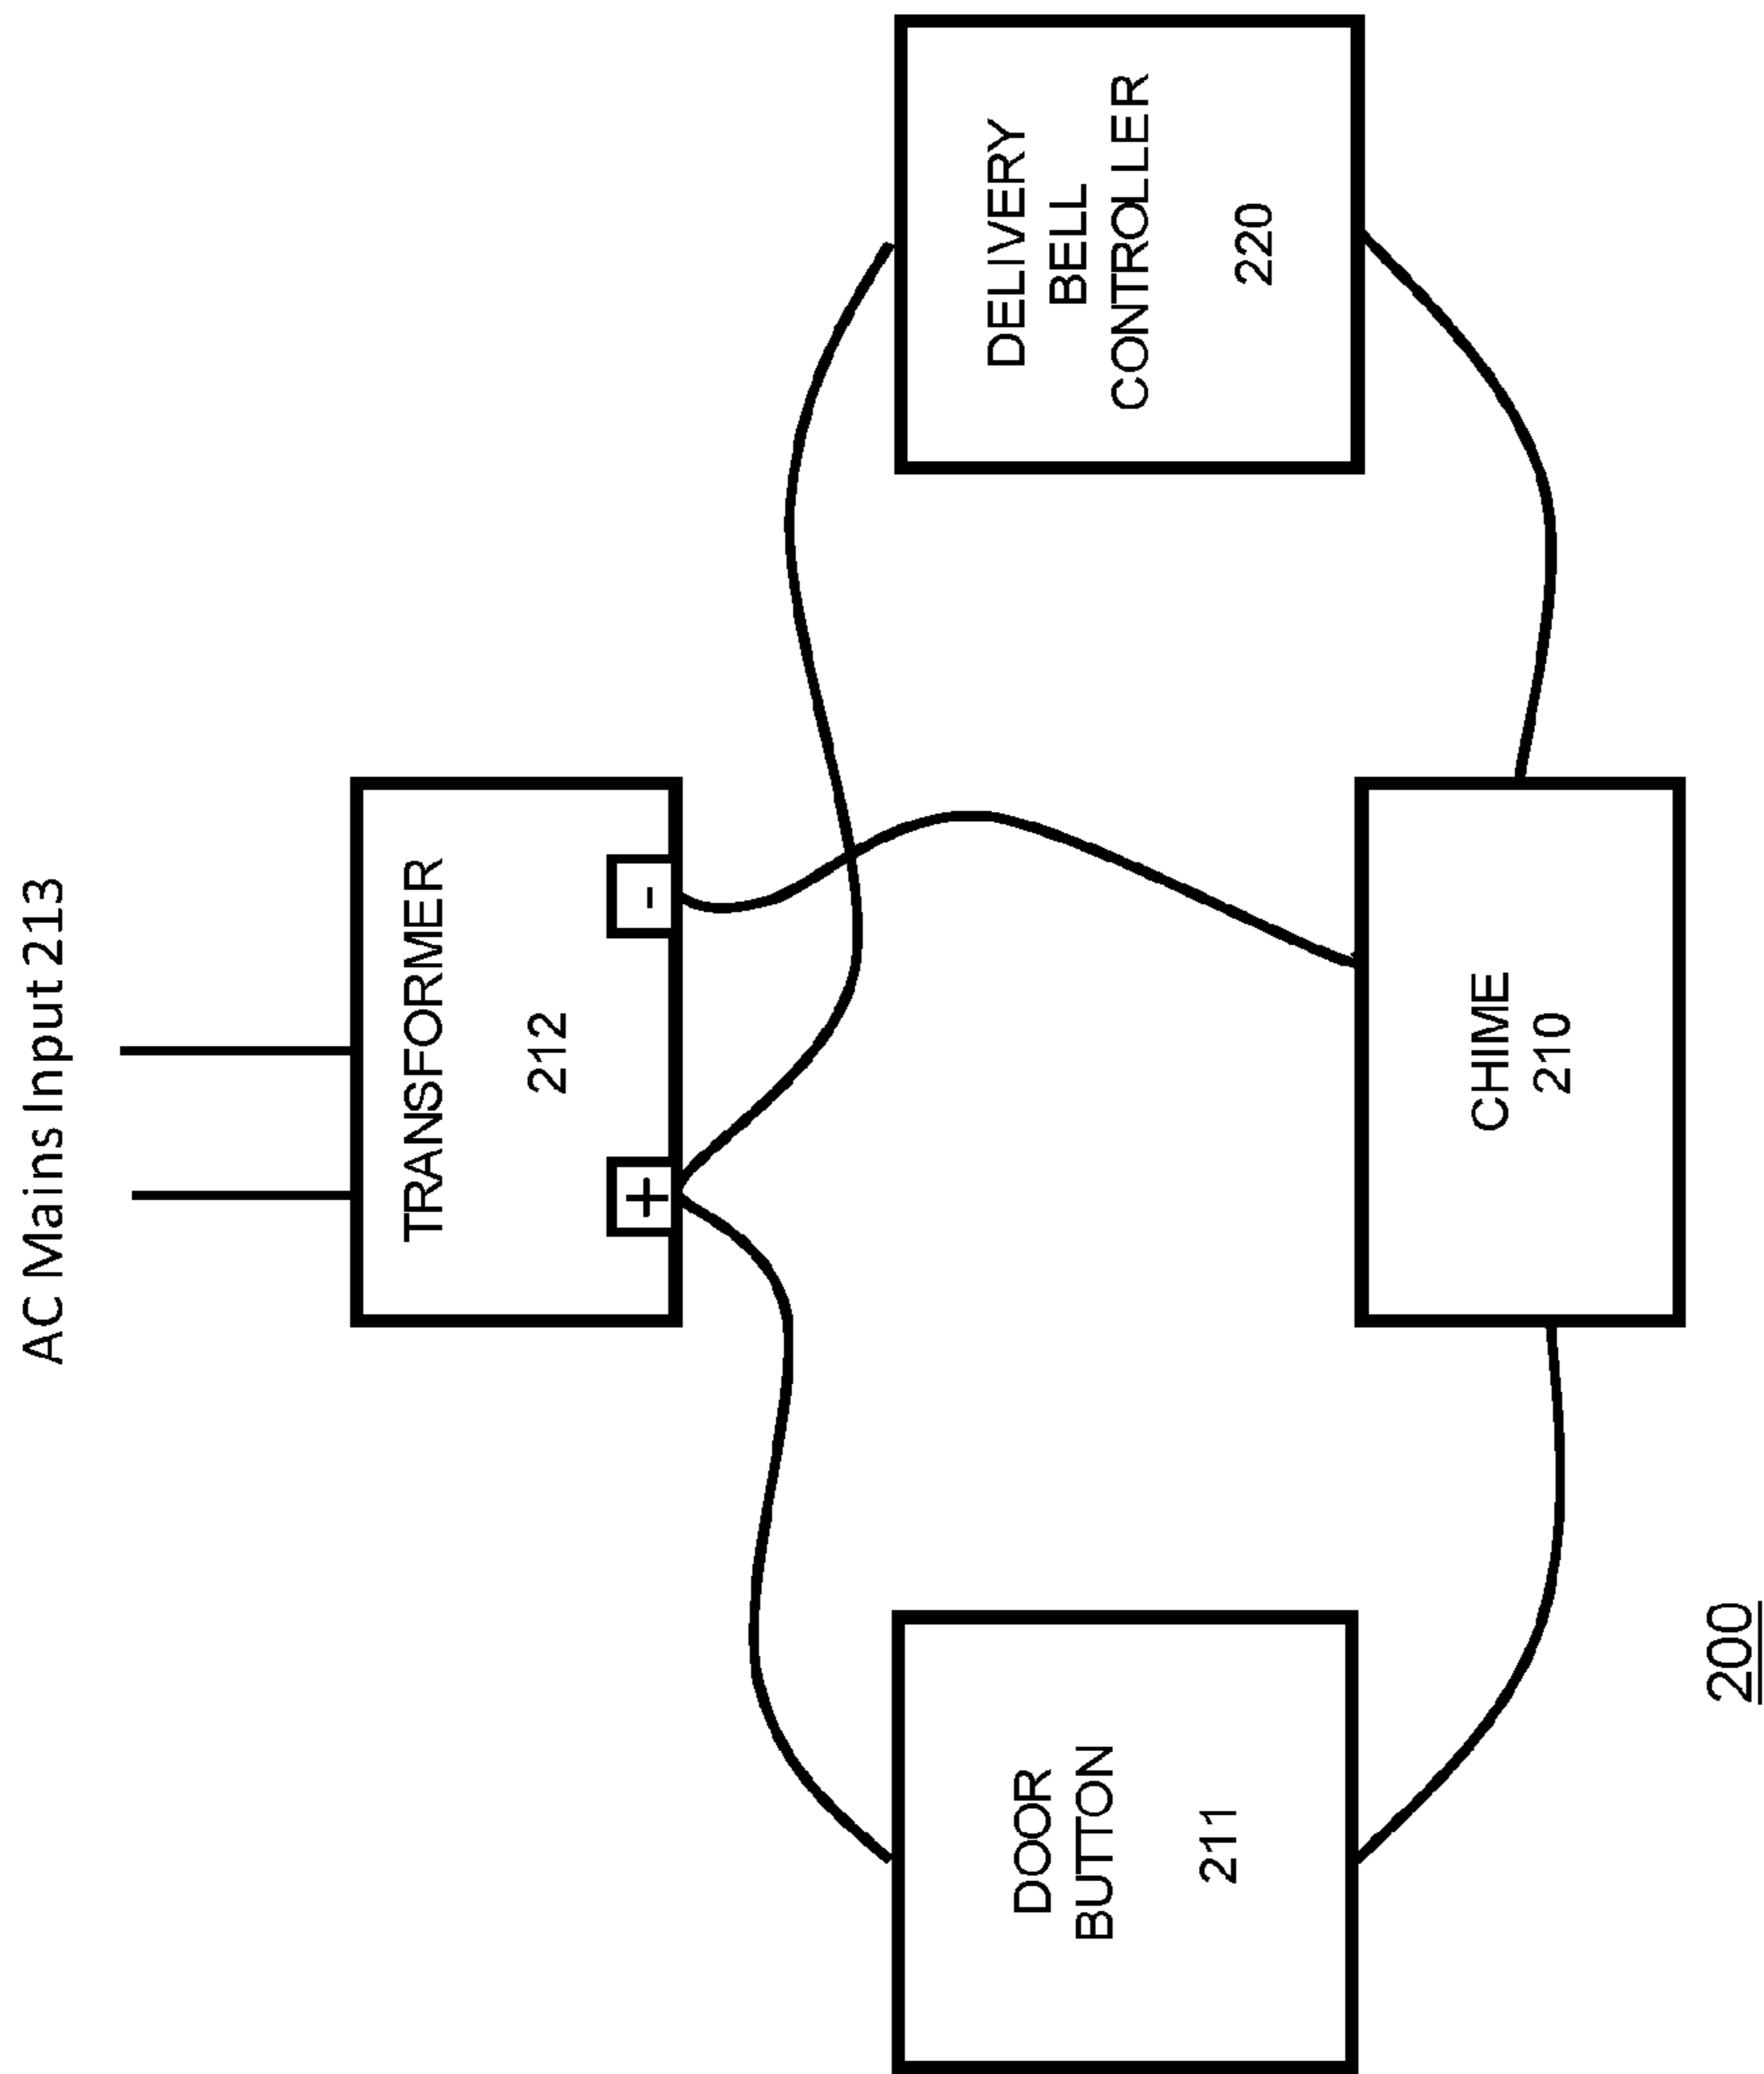 AC Mains Input 213
TRANSFORMER
212
+
-
DOOR
BUTTON
211
DELIVERY
BELL
CONTROLLER
220
CHIME
210
200